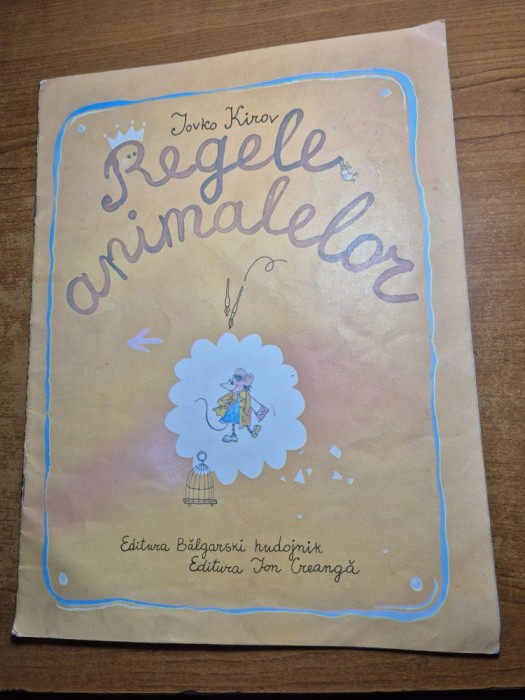 Jovko Kirov
Regele
animalelor
Editura Bălgarski hudojnik
Editura Ion Creangă